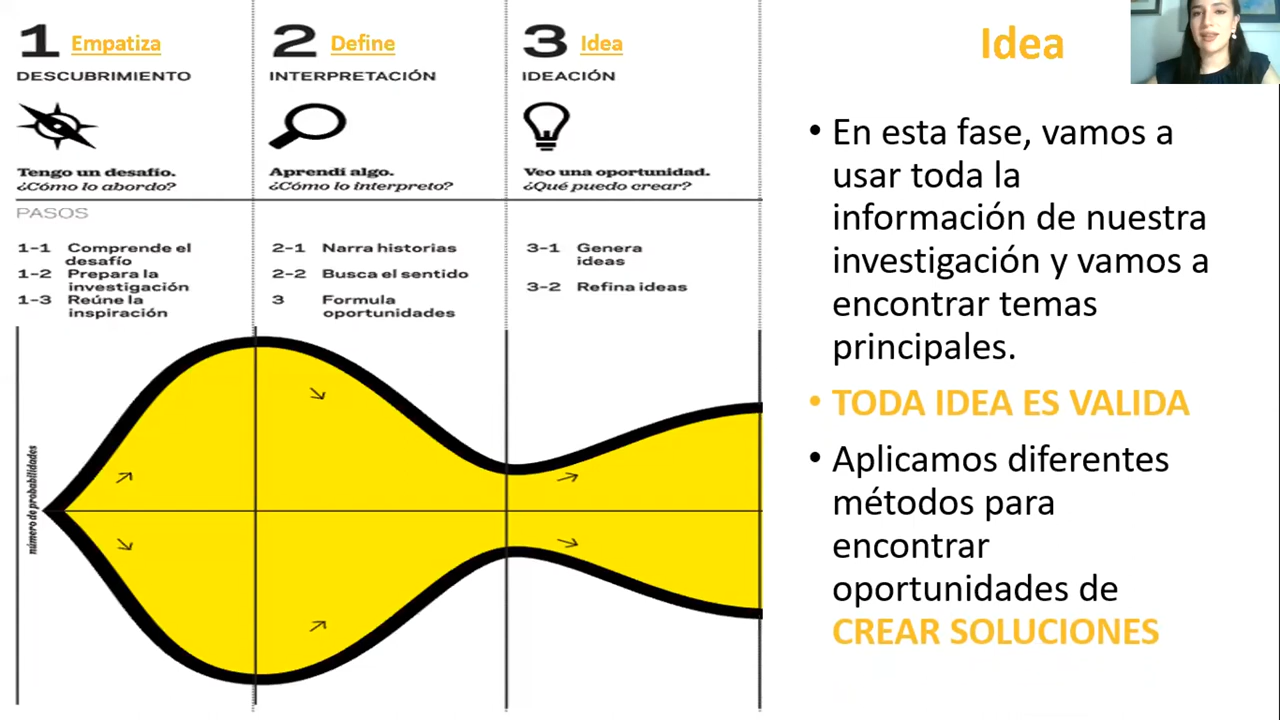 1 Empatiza
DESCUBRIMIENTO
Tengo un desafío.
¿Cómo lo abordo?
2 Define
INTERPRETACIÓN
Aprendí algo.
¿Cómo lo interpreto?
3 Idea
IDEACIÓN
Veo una oportunidad.
¿Qué puedo crear?
PASOS
1-1 Comprende el
desafío
1-2 Prepara la
investigación
1-3 Reúne la
inspiración
2-1 Narra historias
2-2 Busca el sentido
3 Formula
oportunidades
3-1 Genera
ideas
3-2 Refina ideas
número de probabilidades
Idea
• En esta fase, vamos a
usar toda la
información de nuestra
investigación y vamos a
encontrar temas
principales.
• TODA IDEA ES VALIDA
• Aplicamos diferentes
métodos para
encontrar
oportunidades de
CREAR SOLUCIONES